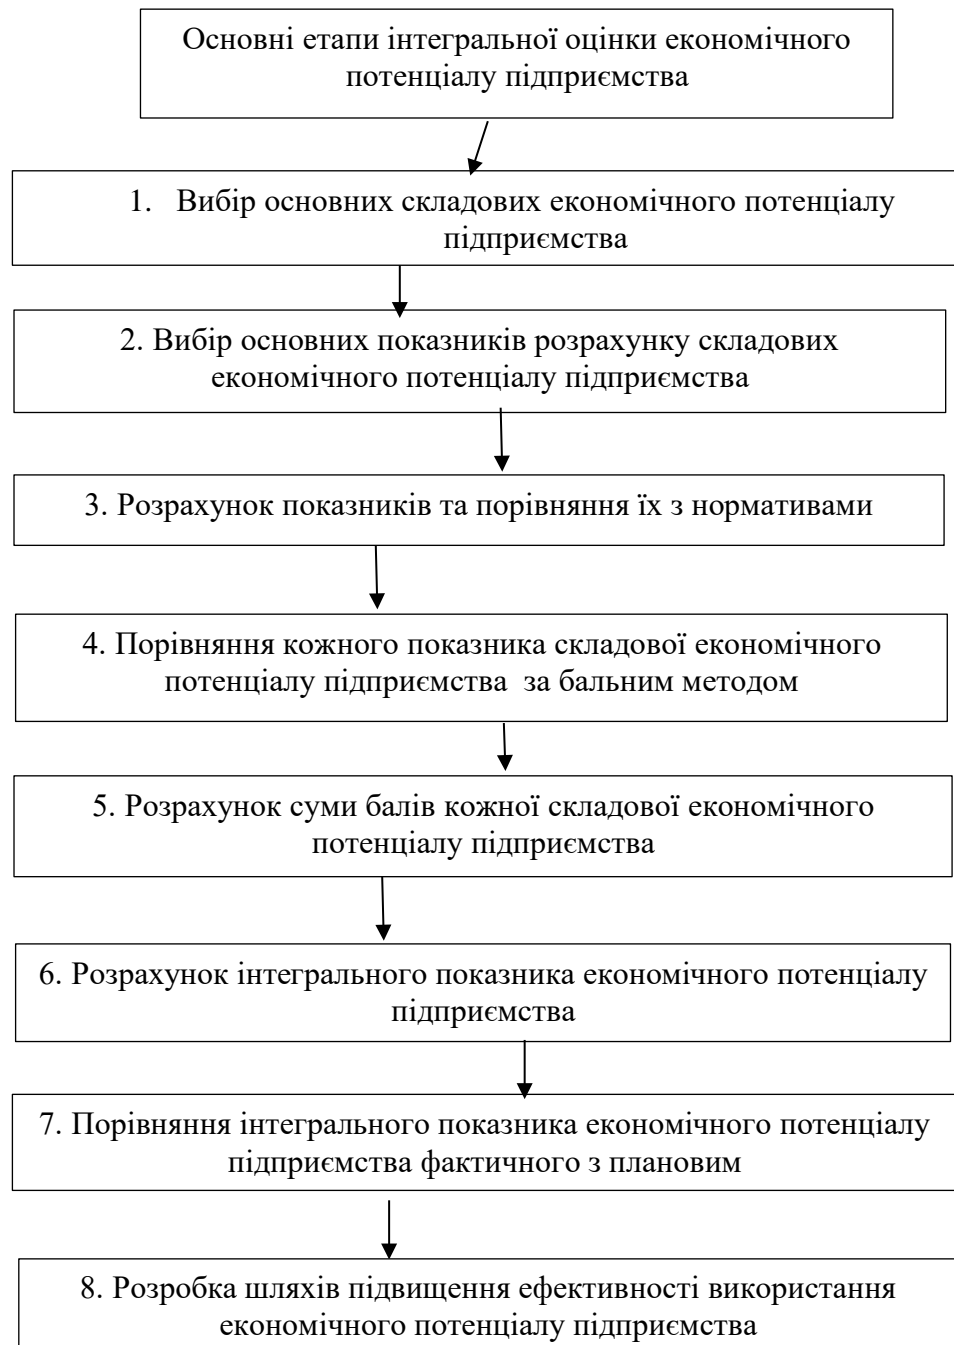 Основні етапи інтегральної оцінки економічного
потенціалу підприємства
1. Вибір основних складових економічного потенціалу
підприємства
2. Вибір основних показників розрахунку складових
економічного потенціалу підприємства
3. Розрахунок показників та порівняння їх з нормативами
4. Порівняння кожного показника складової економічного
потенціалу підприємства за бальним методом
5. Розрахунок суми балів кожної складової економічного
потенціалу підприємства
6. Розрахунок інтегрального показника економічного потенціалу
підприємства
7. Порівняння інтегрального показника економічного потенціалу
підприємства фактичного з плановим
8. Розробка шляхів підвищення ефективності використання
економічного потенціалу підприємства